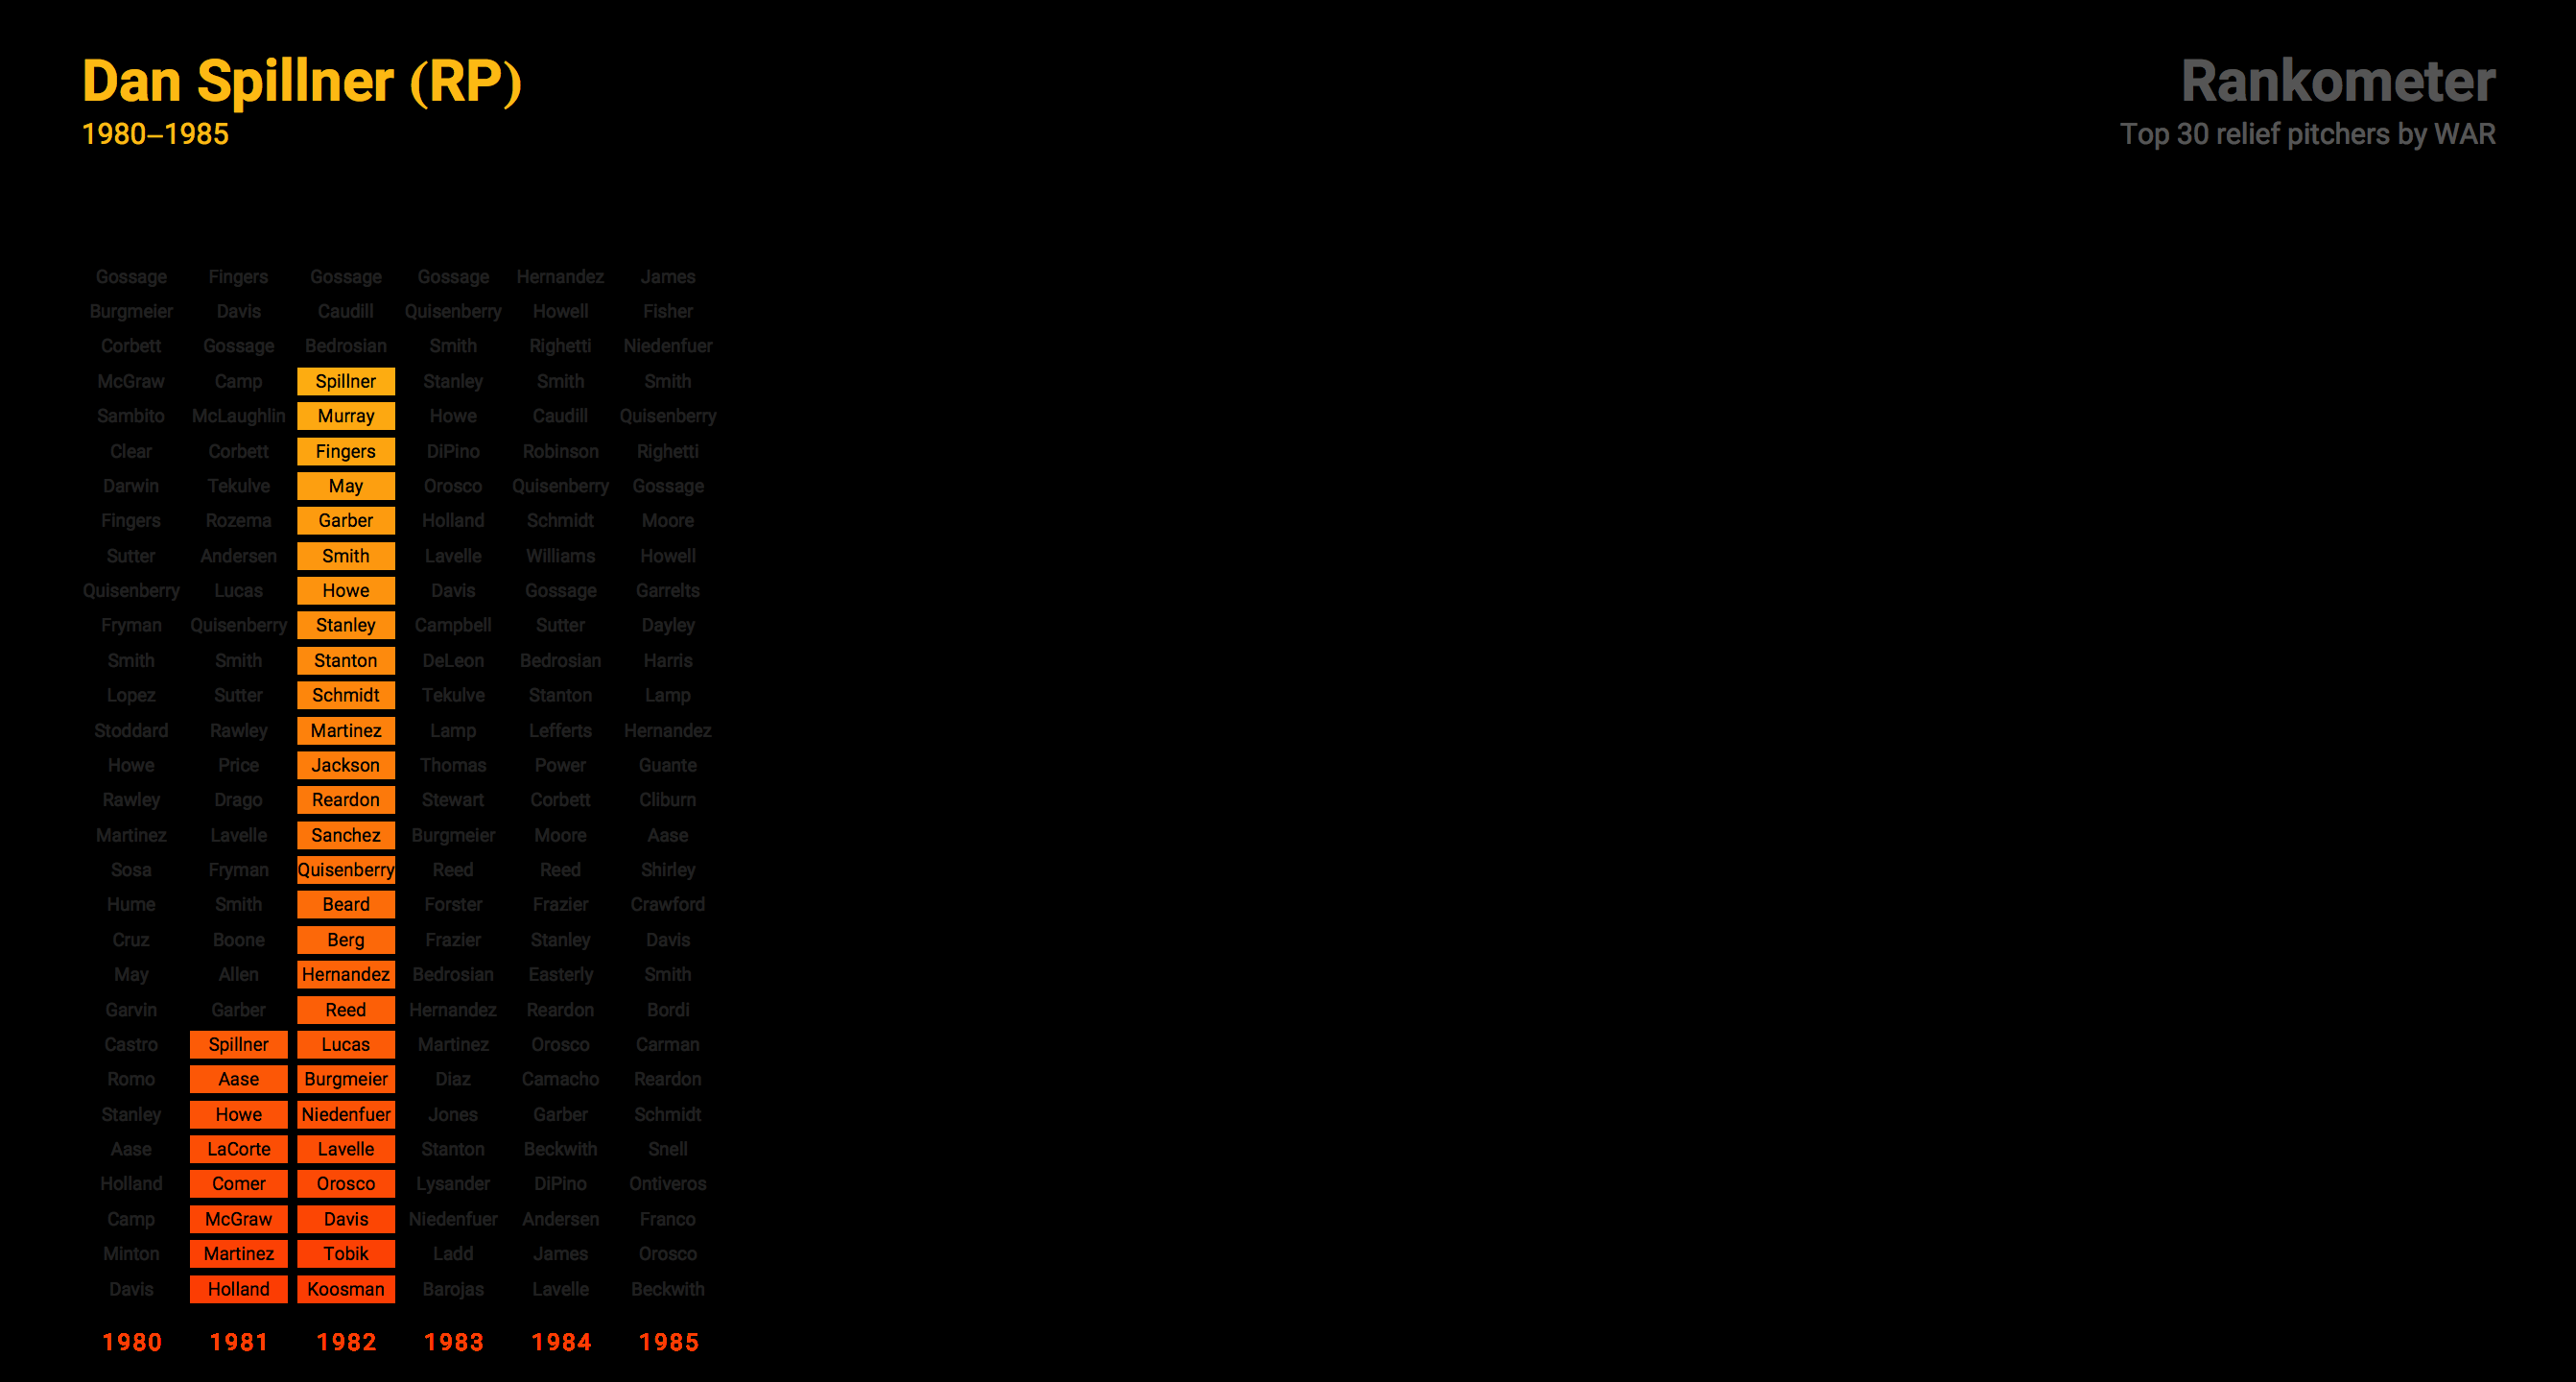 Dan Spillner (RP)
1980–1985
Rankometer
Top 30 relief pitchers by WAR
Gossage Fingers Gossage Gossage Hernandez James
Burgmeier Davis Caudill Quisenberry Howell Fisher
Corbett Gossage Bedrosian Smith Righetti Niedenfuer
McGraw Camp Spillner Stanley Smith Smith
Sambito McLaughlin Murray Howe Caudill Quisenberry
Clear Corbett Fingers DiPino Robinson Righetti
Darwin Tekulve May Orosco Quisenberry Gossage
Fingers Rozema Garber Holland Schmidt Moore
Sutter Andersen Smith Lavelle Williams Howell
Quisenberry Lucas Howe Davis Gossage Garrelts
Fryman Quisenberry Stanley Campbell Sutter Dayley
Smith Smith Stanton DeLeon Bedrosian Harris
Lopez Sutter Schmidt Tekulve Stanton Lamp
Stoddard Rawley Martinez Lamp Lefferts Hernandez
Howe Price Jackson Thomas Power Guante
Rawley Drago Reardon Stewart Corbett Cliburn
Martinez Lavelle Sanchez Burgmeier Moore Aase
Sosa Fryman Quisenberry Reed Reed Shirley
Hume Smith Beard Forster Frazier Crawford
Cruz Boone Berg Frazier Stanley Davis
May Allen Hernandez Bedrosian Easterly Smith
Garvin Garber Reed Hernandez Reardon Bordi
Castro Spillner Lucas Martinez Orosco Carman
Romo Aase Burgmeier Diaz Camacho Reardon
Stanley Howe Niedenfuer Jones Garber Schmidt
Aase LaCorte Lavelle Stanton Beckwith Snell
Holland Comer Orosco Lysander DiPino Ontiveros
Camp McGraw Davis Niedenfuer Andersen Franco
Minton Martinez Tobik Ladd James Orosco
Davis Holland Koosman Barojas Lavelle Beckwith
1980 1981 1982 1983 1984 1985